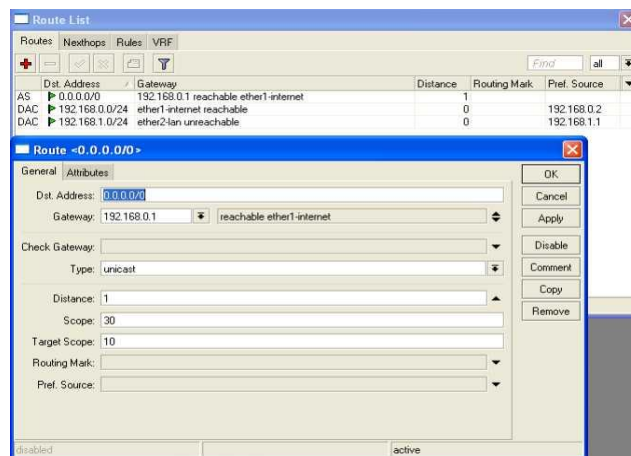 Route List
Routes Nexthops Rules VRF
Find all
Dst. Address Gateway Distance Routing Mark Pref. Source
AS 0.0.0.0/0 192.168.0.1 reachable ether1-internet 1
DAC 192.168.0.0/24 ether1-internet reachable 0 192.168.0.2
DAC 192.168.1.0/24 ether2-lan unreachable 0 192.168.1.1
Route <0.0.0.0/0>
General Attributes
OK
Dst. Address: 0.0.0.0/0
Cancel
Gateway: 192.168.0.1 reachable ether1-internet
Apply
Check Gateway:
Disable
Type: unicast
Comment
Copy
Distance: 1
Remove
Scope: 30
Target Scope: 10
Routing Mark:
Pref. Source:
disabled active